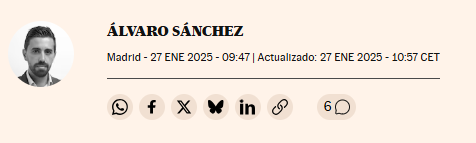 ÁLVARO SÁNCHEZ
Madrid - 27 ENE 2025 - 09:47 | Actualizado: 27 ENE 2025 - 10:57 CET
6